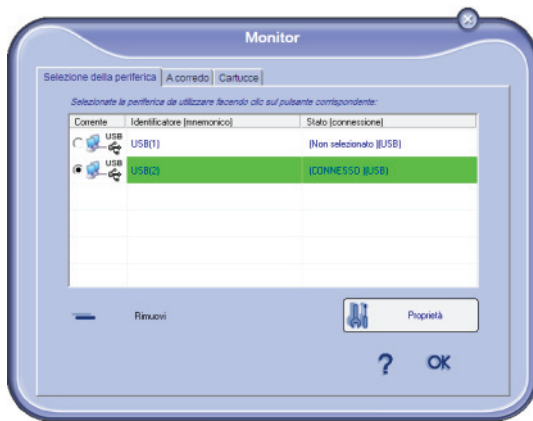 Monitor
Selezione della periferica A corredo Cartucce
Selezionate la periferica da utilizzare facendo clic sul pulsante corrispondente:
Corrente Identificatore (mnemonico) Stato (connessione)
USB USB(1) (Non selezionato )(USB)
USB USB(2) (CONNESSO )(USB)
Rimuovi Proprietà
? OK